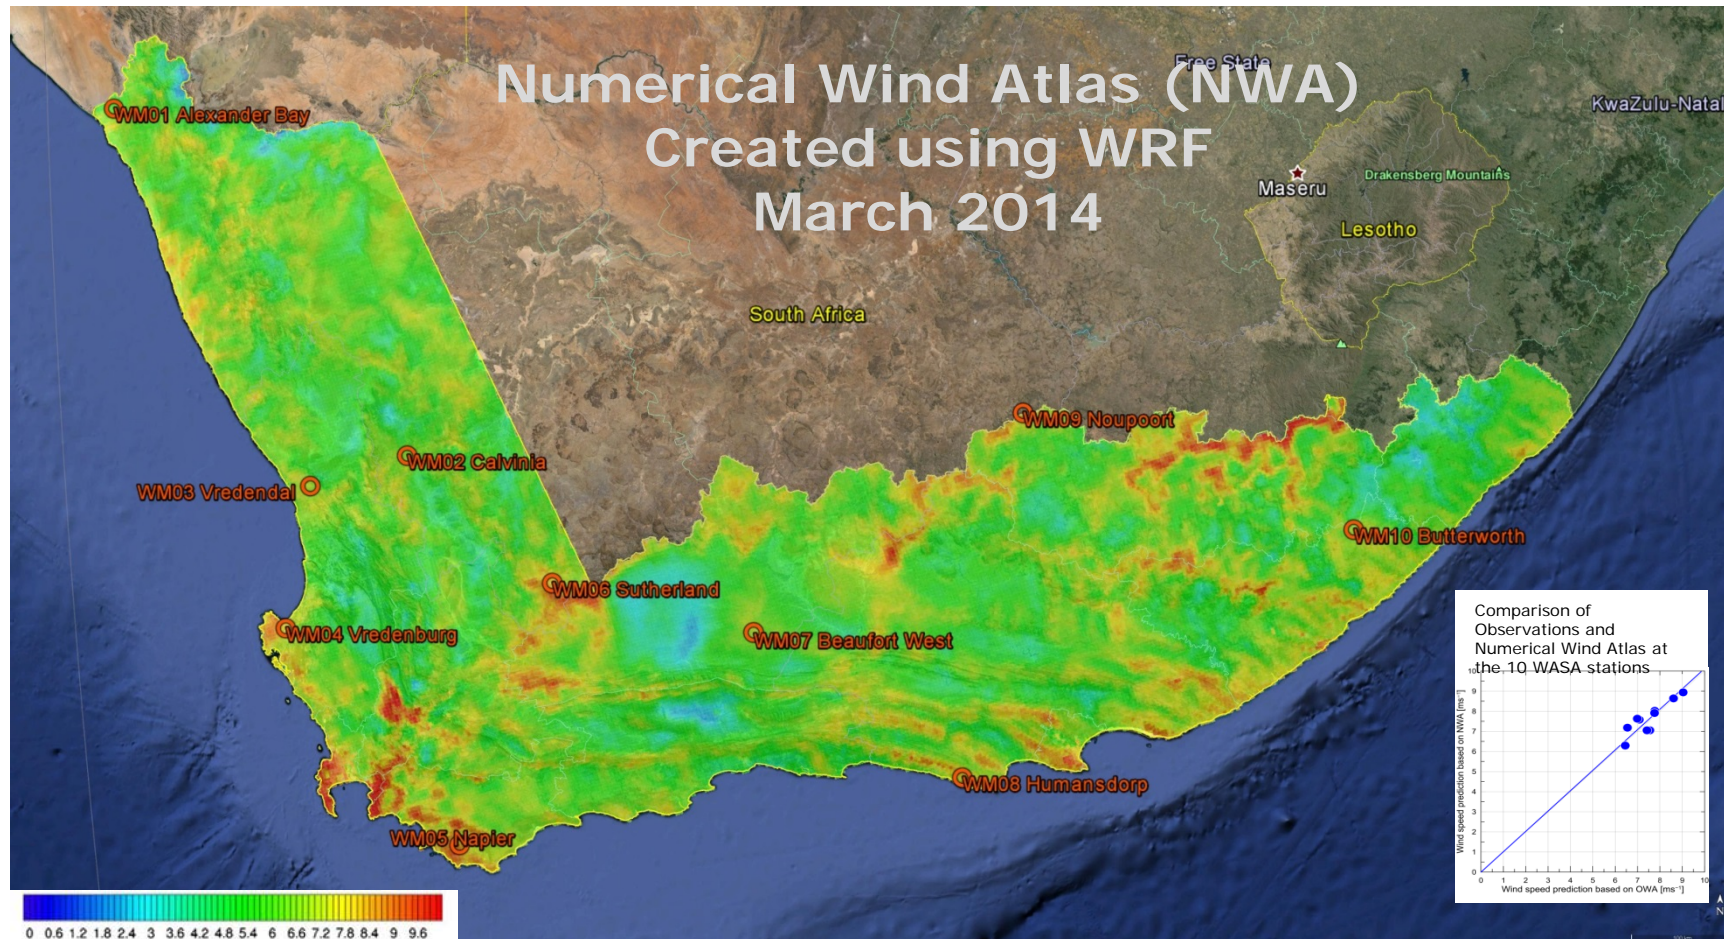 Numerical Wind Atlas (NWA)
Created using WRF
March 2014
Free State
KwaZulu-Natal
WM01 Alexander Bay
Maseru
Drakensberg Mountains
Lesotho
South Africa
WM09 Noupoort
WM02 Calvinia
WM03 Vredendal
WM10 Butterworth
WM06 Sutherland
WM04 Vredenburg
WM07 Beaufort West
WM08 Humansdorp
WM05 Napier
Comparison of
Observations and
Numerical Wind Atlas at
the 10 WASA stations
Wind speed prediction based on NWA [ms⁻¹]
10
9
8
7
6
5
4
3
2
1
0
0 1 2 3 4 5 6 7 8 9 10
Wind speed prediction based on OWA [ms⁻¹]
0 0.6 1.2 1.8 2.4 3 3.6 4.2 4.8 5.4 6 6.6 7.2 7.8 8.4 9 9.6
N